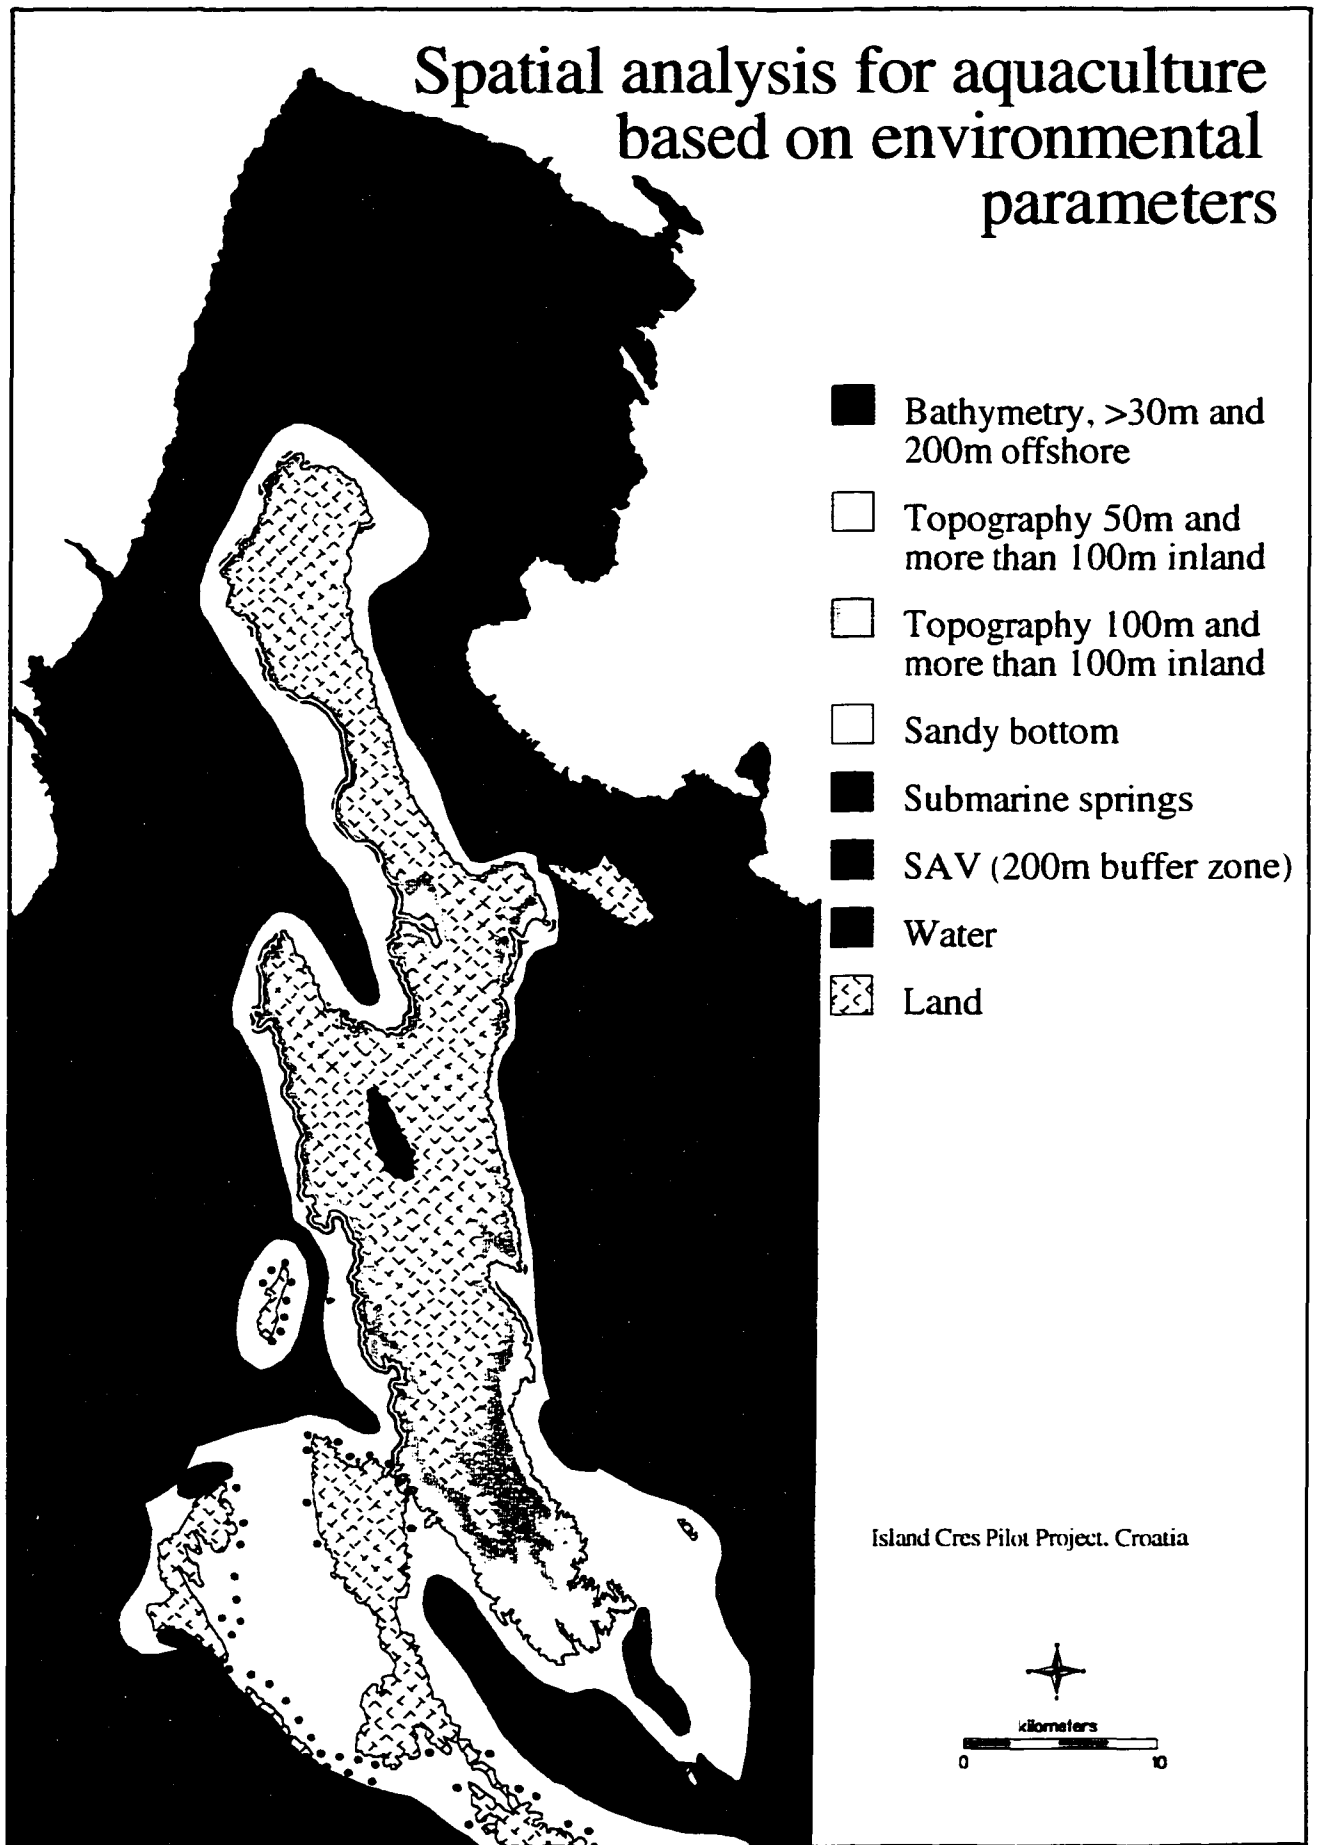 Spatial analysis for aquaculture
based on environmental
parameters
Bathymetry, >30m and
200m offshore
Topography 50m and
more than 100m inland
Topography 100m and
more than 100m inland
Sandy bottom
Submarine springs
SAV (200m buffer zone)
Water
Land
Island Cres Pilot Project. Croatia
kilometers
0 10